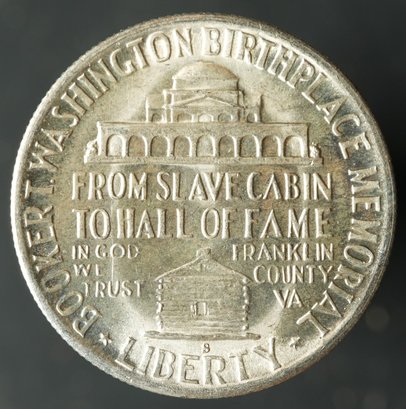 BOOKER T. WASHINGTON BIRTHPLACE MEMORIAL
FROM SLAVE CABIN
TO HALL OF FAME
IN GOD
WE
TRUST
FRANKLIN
COUNTY
VA
S
LIBERTY